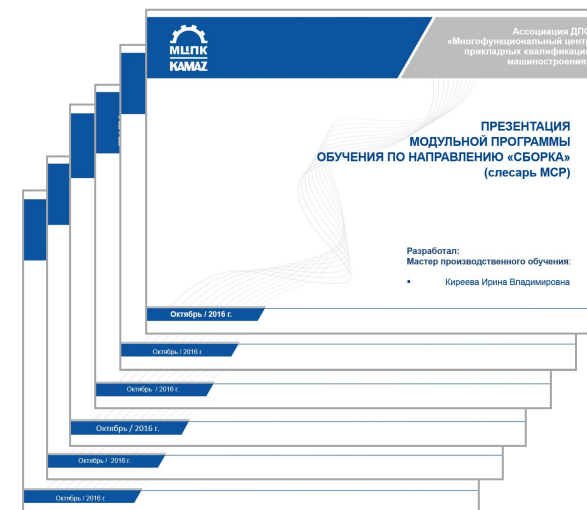 МЦПК
KAMAZ
Ассоциация ДПО
«Многофункциональный центр
прикладных квалификаций
машиностроения»
ПРЕЗЕНТАЦИЯ
МОДУЛЬНОЙ ПРОГРАММЫ
ОБУЧЕНИЯ ПО НАПРАВЛЕНИЮ «СБОРКА»
(слесарь МСР)
Разработал:
Мастер производственного обучения:
▪ Киреева Ирина Владимировна
Октябрь / 2016 г.
Октябрь / 2016 г.
Октябрь / 2016 г.
Октябрь / 2016 г.
Октябрь / 2016 г.
Октябрь / 2016 г.